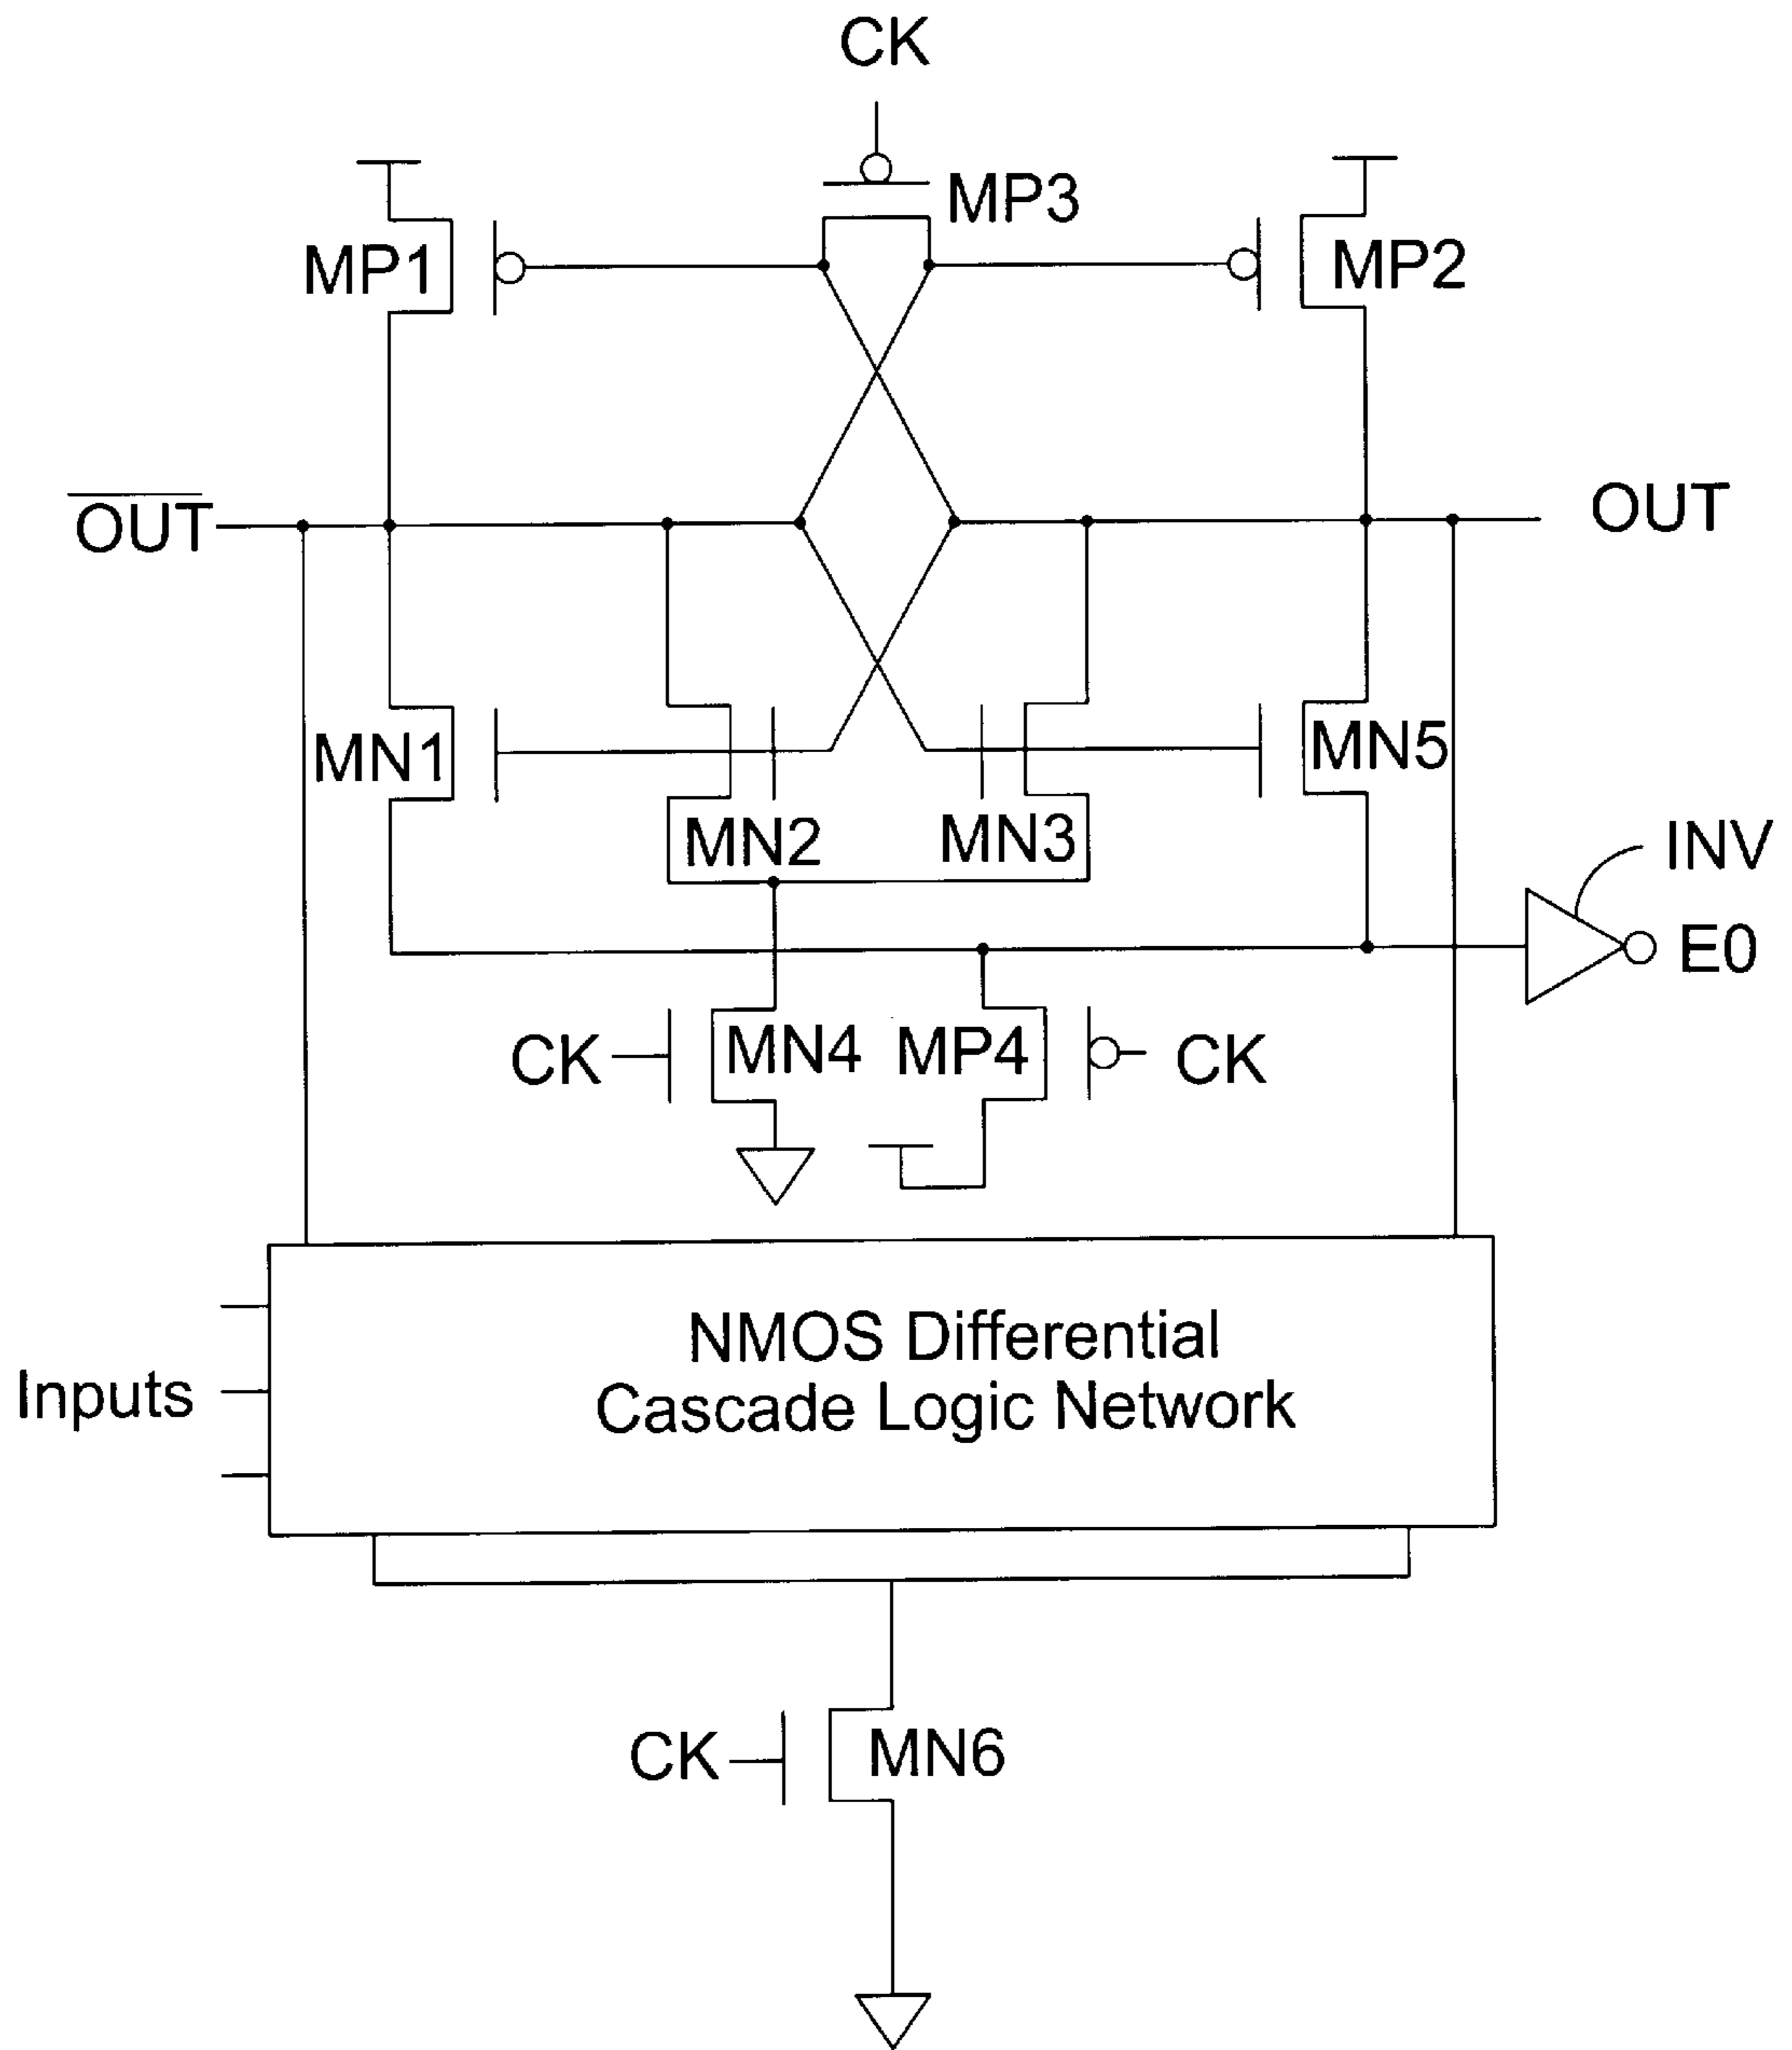 CK
MP3
MP1
MP2
O̅U̅T̅
OUT
MN1
MN5
MN2
MN3
INV
E0
CK
MN4
MP4
CK
NMOS Differential
Cascade Logic Network
Inputs
CK
MN6